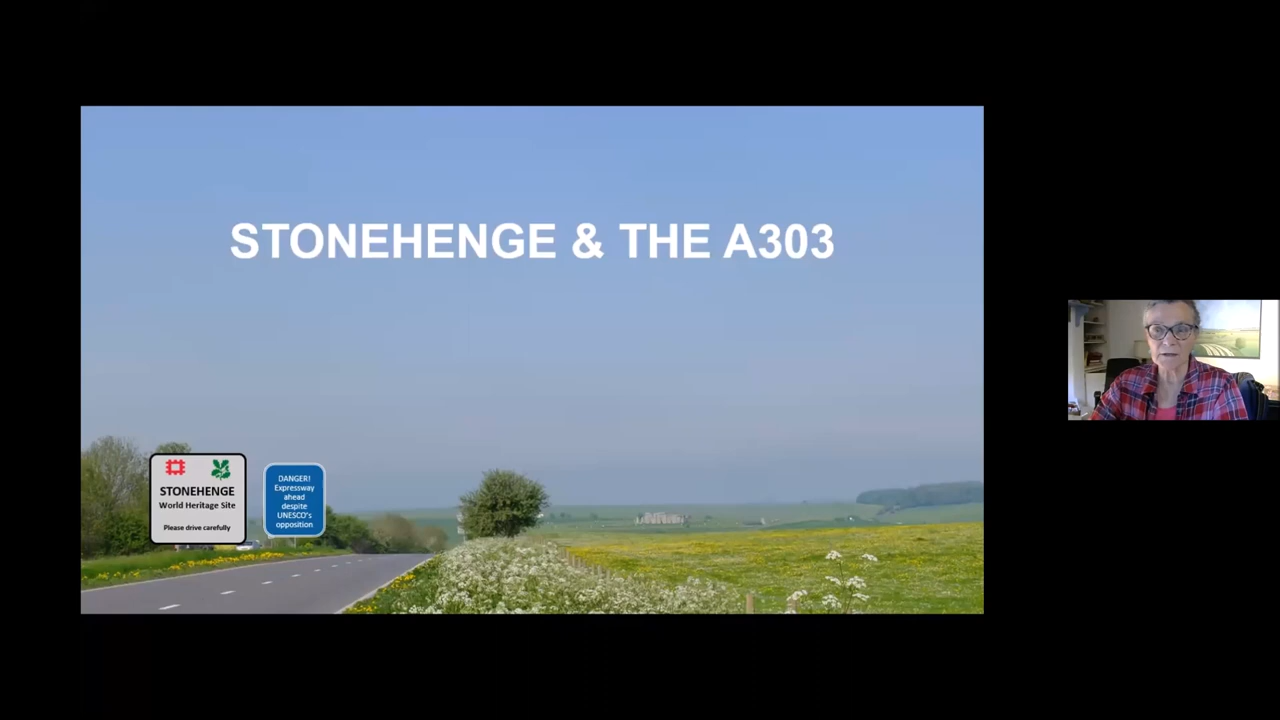 STONEHENGE & THE A303
STONEHENGE
World Heritage Site
Please drive carefully
DANGER!
Expressway
ahead
despite
UNESCO's
opposition